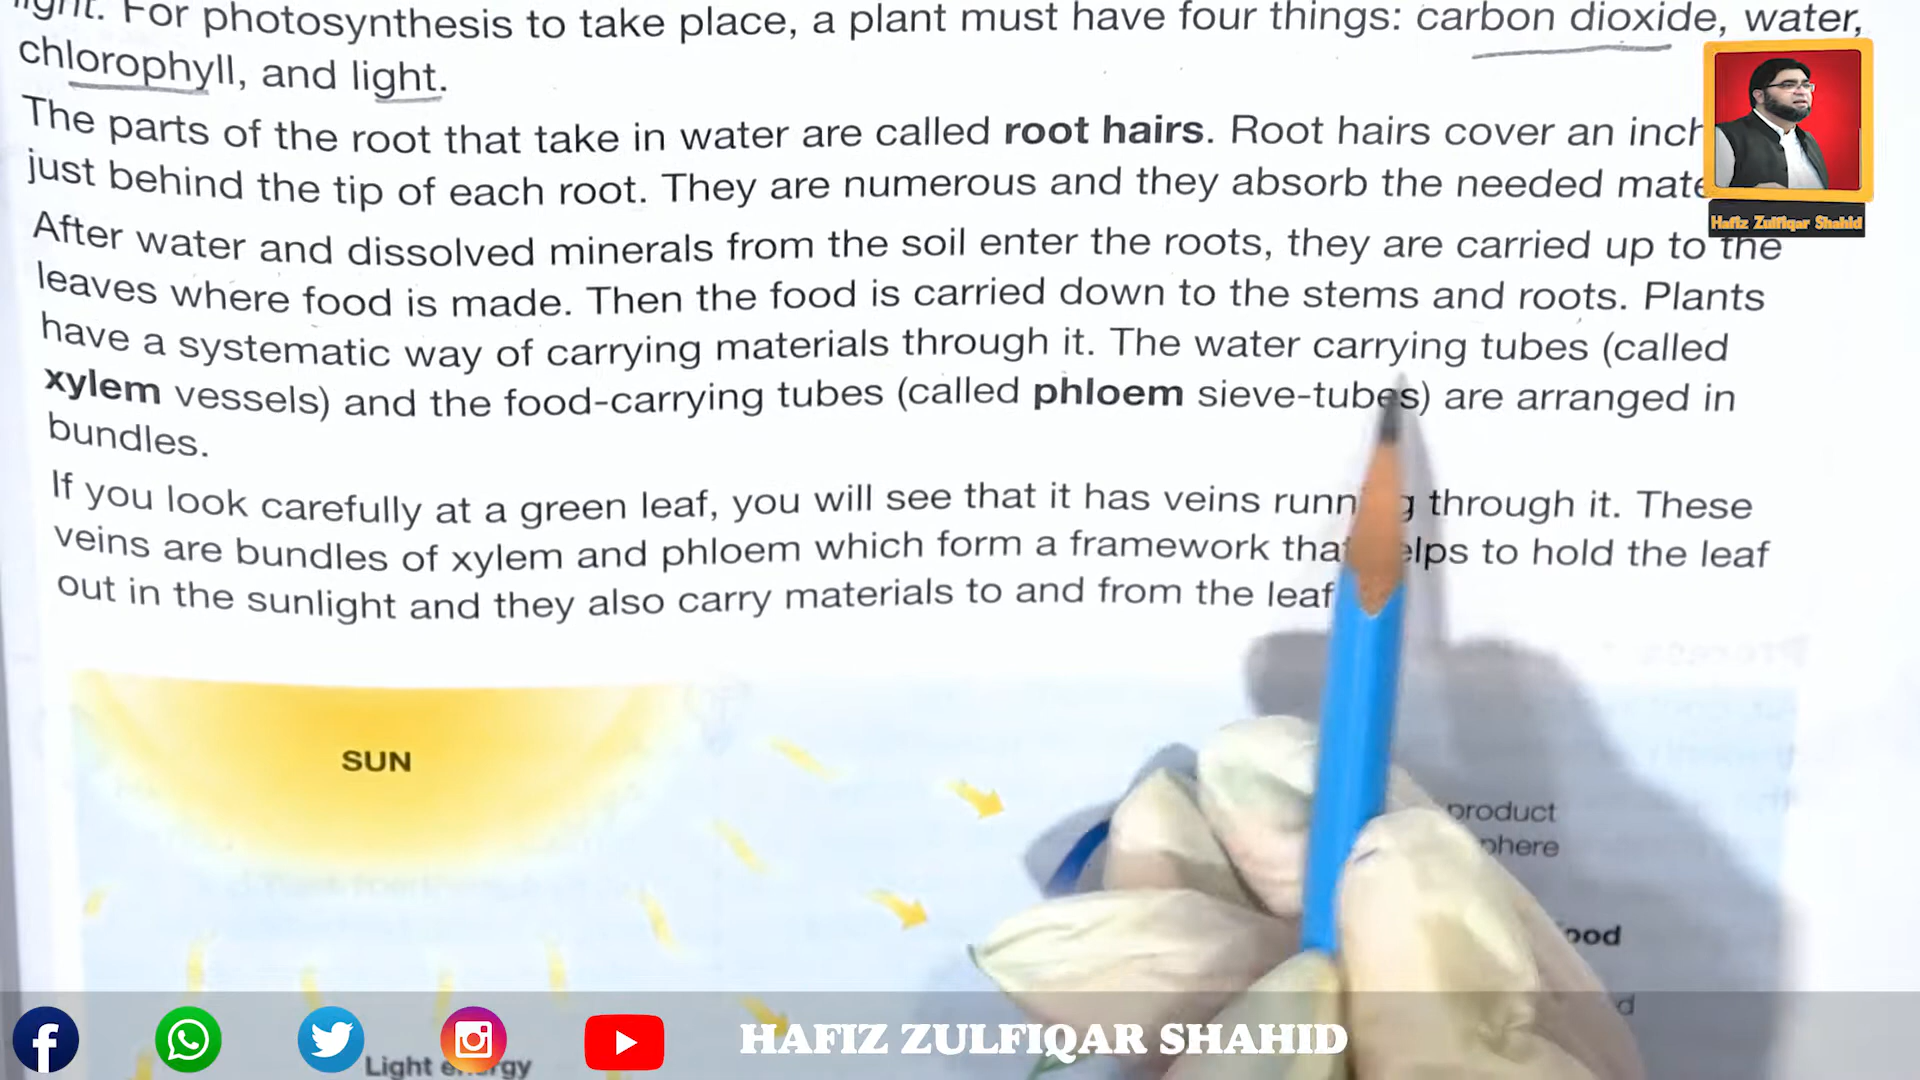 light. For photosynthesis to take place, a plant must have four things: carbon dioxide, water,
chlorophyll, and light.
The parts of the root that take in water are called root hairs. Root hairs cover an inch
just behind the tip of each root. They are numerous and they absorb the needed
Hafiz Zulfiqar Shahid
After water and dissolved minerals from the soil enter the roots, they are carried up to the
leaves where food is made. Then the food is carried down to the stems and roots. Plants
have a systematic way of carrying materials through it. The water carrying tubes (called
xylem vessels) and the food-carrying tubes (called phloem sieve-tubes) are arranged in
bundles.
If you look carefully at a green leaf, you will see that it has veins running through it. These
veins are bundles of xylem and phloem which form a framework that helps to hold the leaf
out in the sunlight and they also carry materials to and from the leaf
SUN
product
Light energy
HAFIZ ZULFIQAR SHAHID